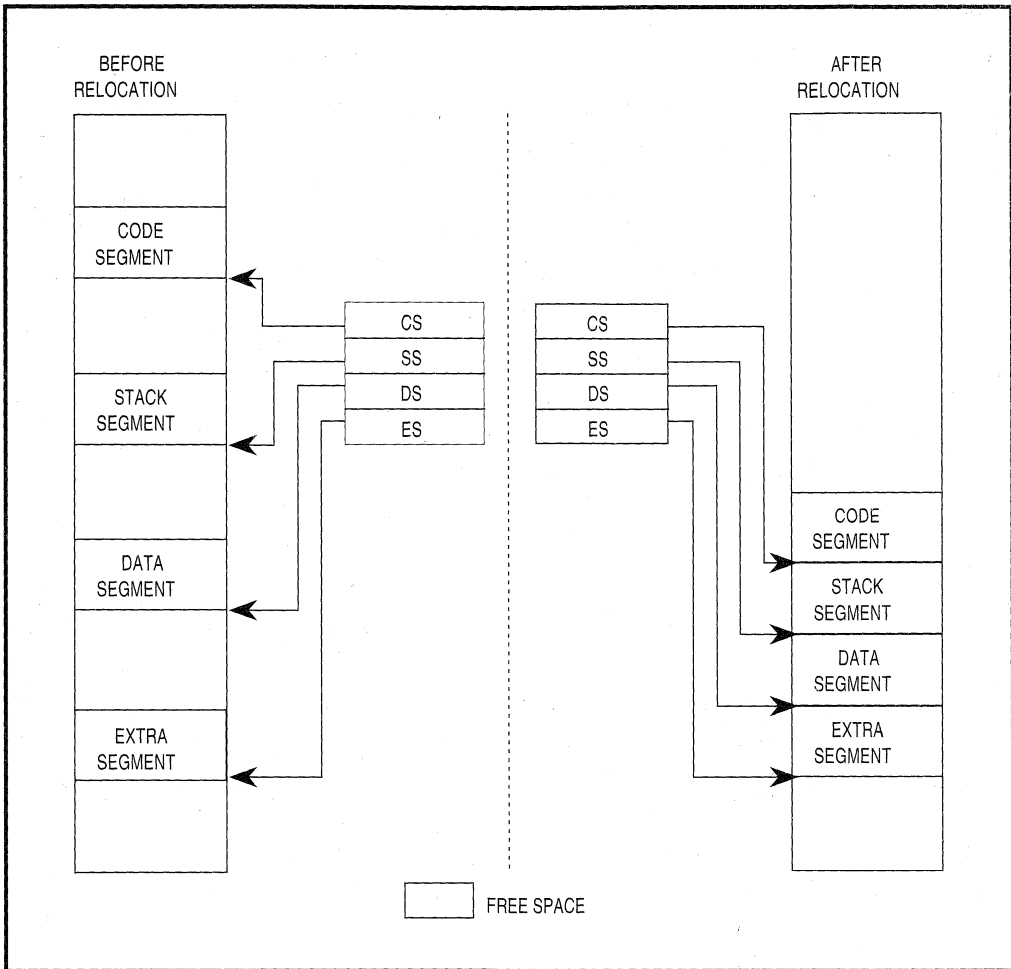 BEFORE
RELOCATION
CODE
SEGMENT
STACK
SEGMENT
DATA
SEGMENT
EXTRA
SEGMENT
CS
SS
DS
ES
CS
SS
DS
ES
AFTER
RELOCATION
CODE
SEGMENT
STACK
SEGMENT
DATA
SEGMENT
EXTRA
SEGMENT
FREE SPACE